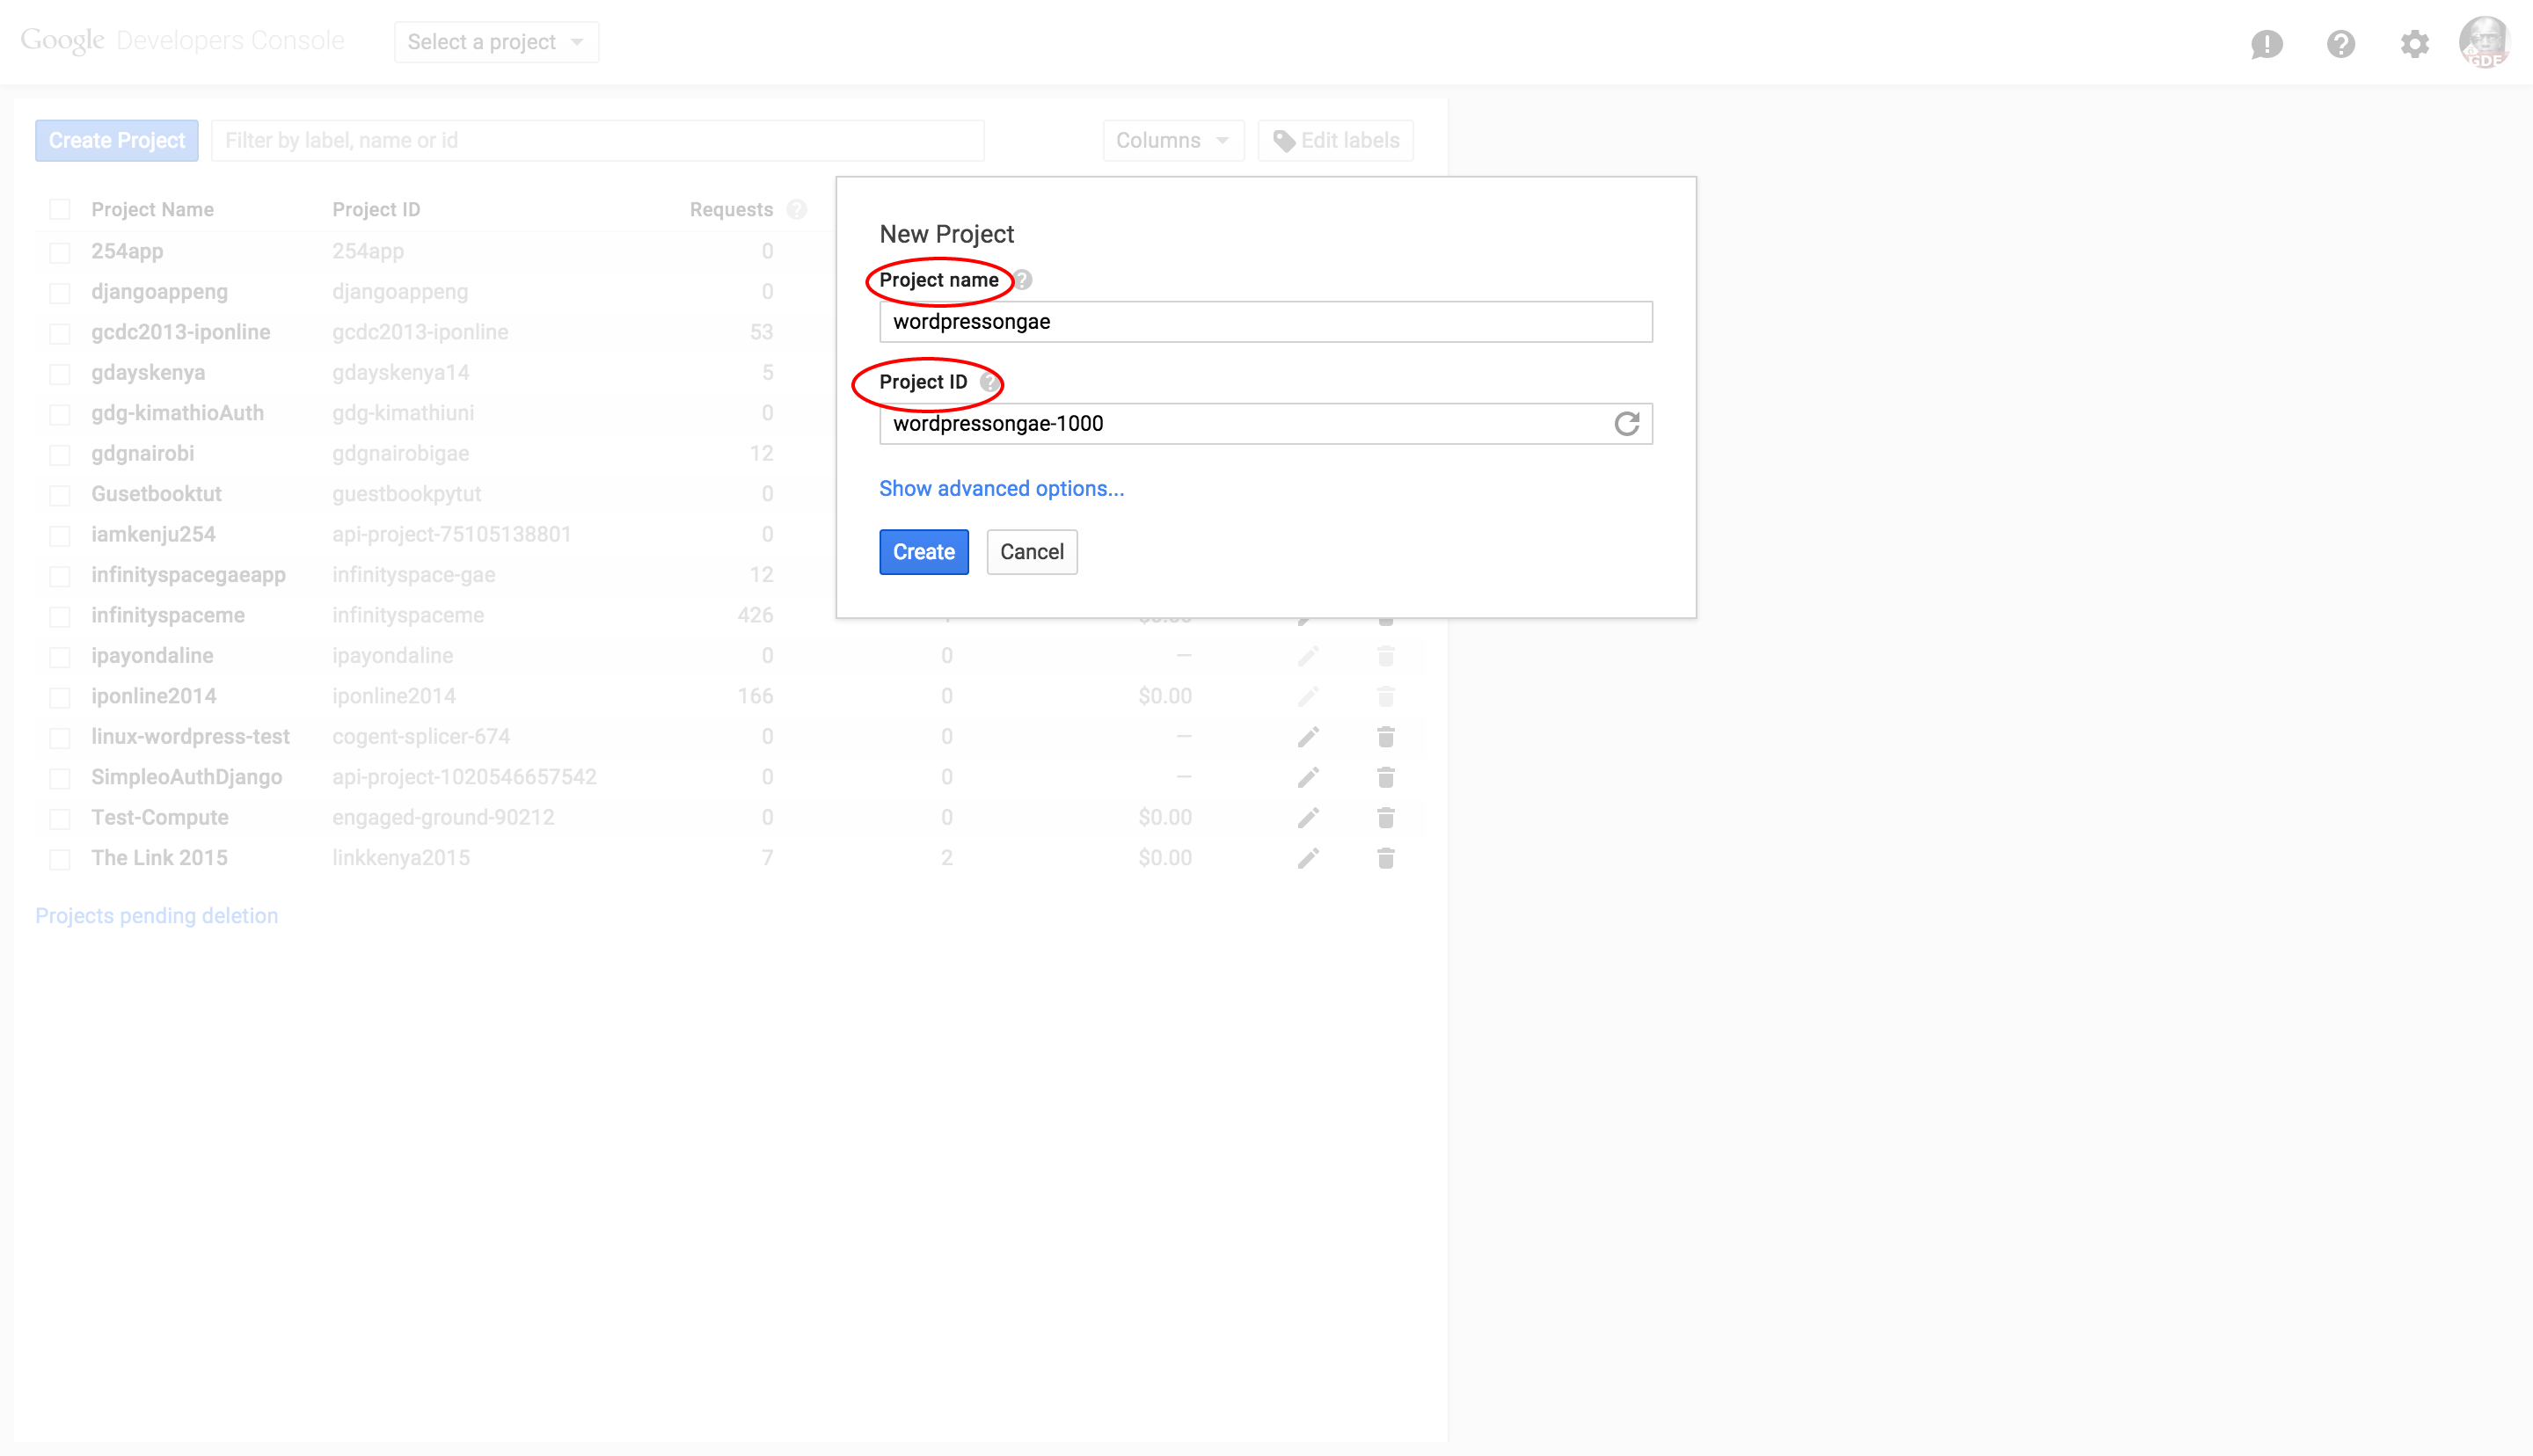 Google Developers Console Select a project
GDE
Create Project Filter by label, name or id Columns Edit labels
Project Name Project ID Requests
254app 254app 0
djangoappeng djangoappeng 0
gcdc2013-iponline gcdc2013-iponline 53
gdayskenya gdayskenya14 5
gdg-kimathioAuth gdg-kimathiuni 0
gdgnairobi gdgnairobigae 12
Gusetbooktut guestbookpytut 0
iamkenju254 api-project-75105138801 0
infinityspacegaeapp infinityspace-gae 12
infinityspaceme infinityspaceme 426
ipayondaline ipayondaline 0 0 —
iponline2014 iponline2014 166 0 $0.00
linux-wordpress-test cogent-splicer-674 0 0 —
SimpleoAuthDjango api-project-1020546657542 0 0 —
Test-Compute engaged-ground-90212 0 0 $0.00
The Link 2015 linkkenya2015 7 2 $0.00
Projects pending deletion
New Project
Project name
wordpressongae
Project ID
wordpressongae-1000
Show advanced options...
Create Cancel